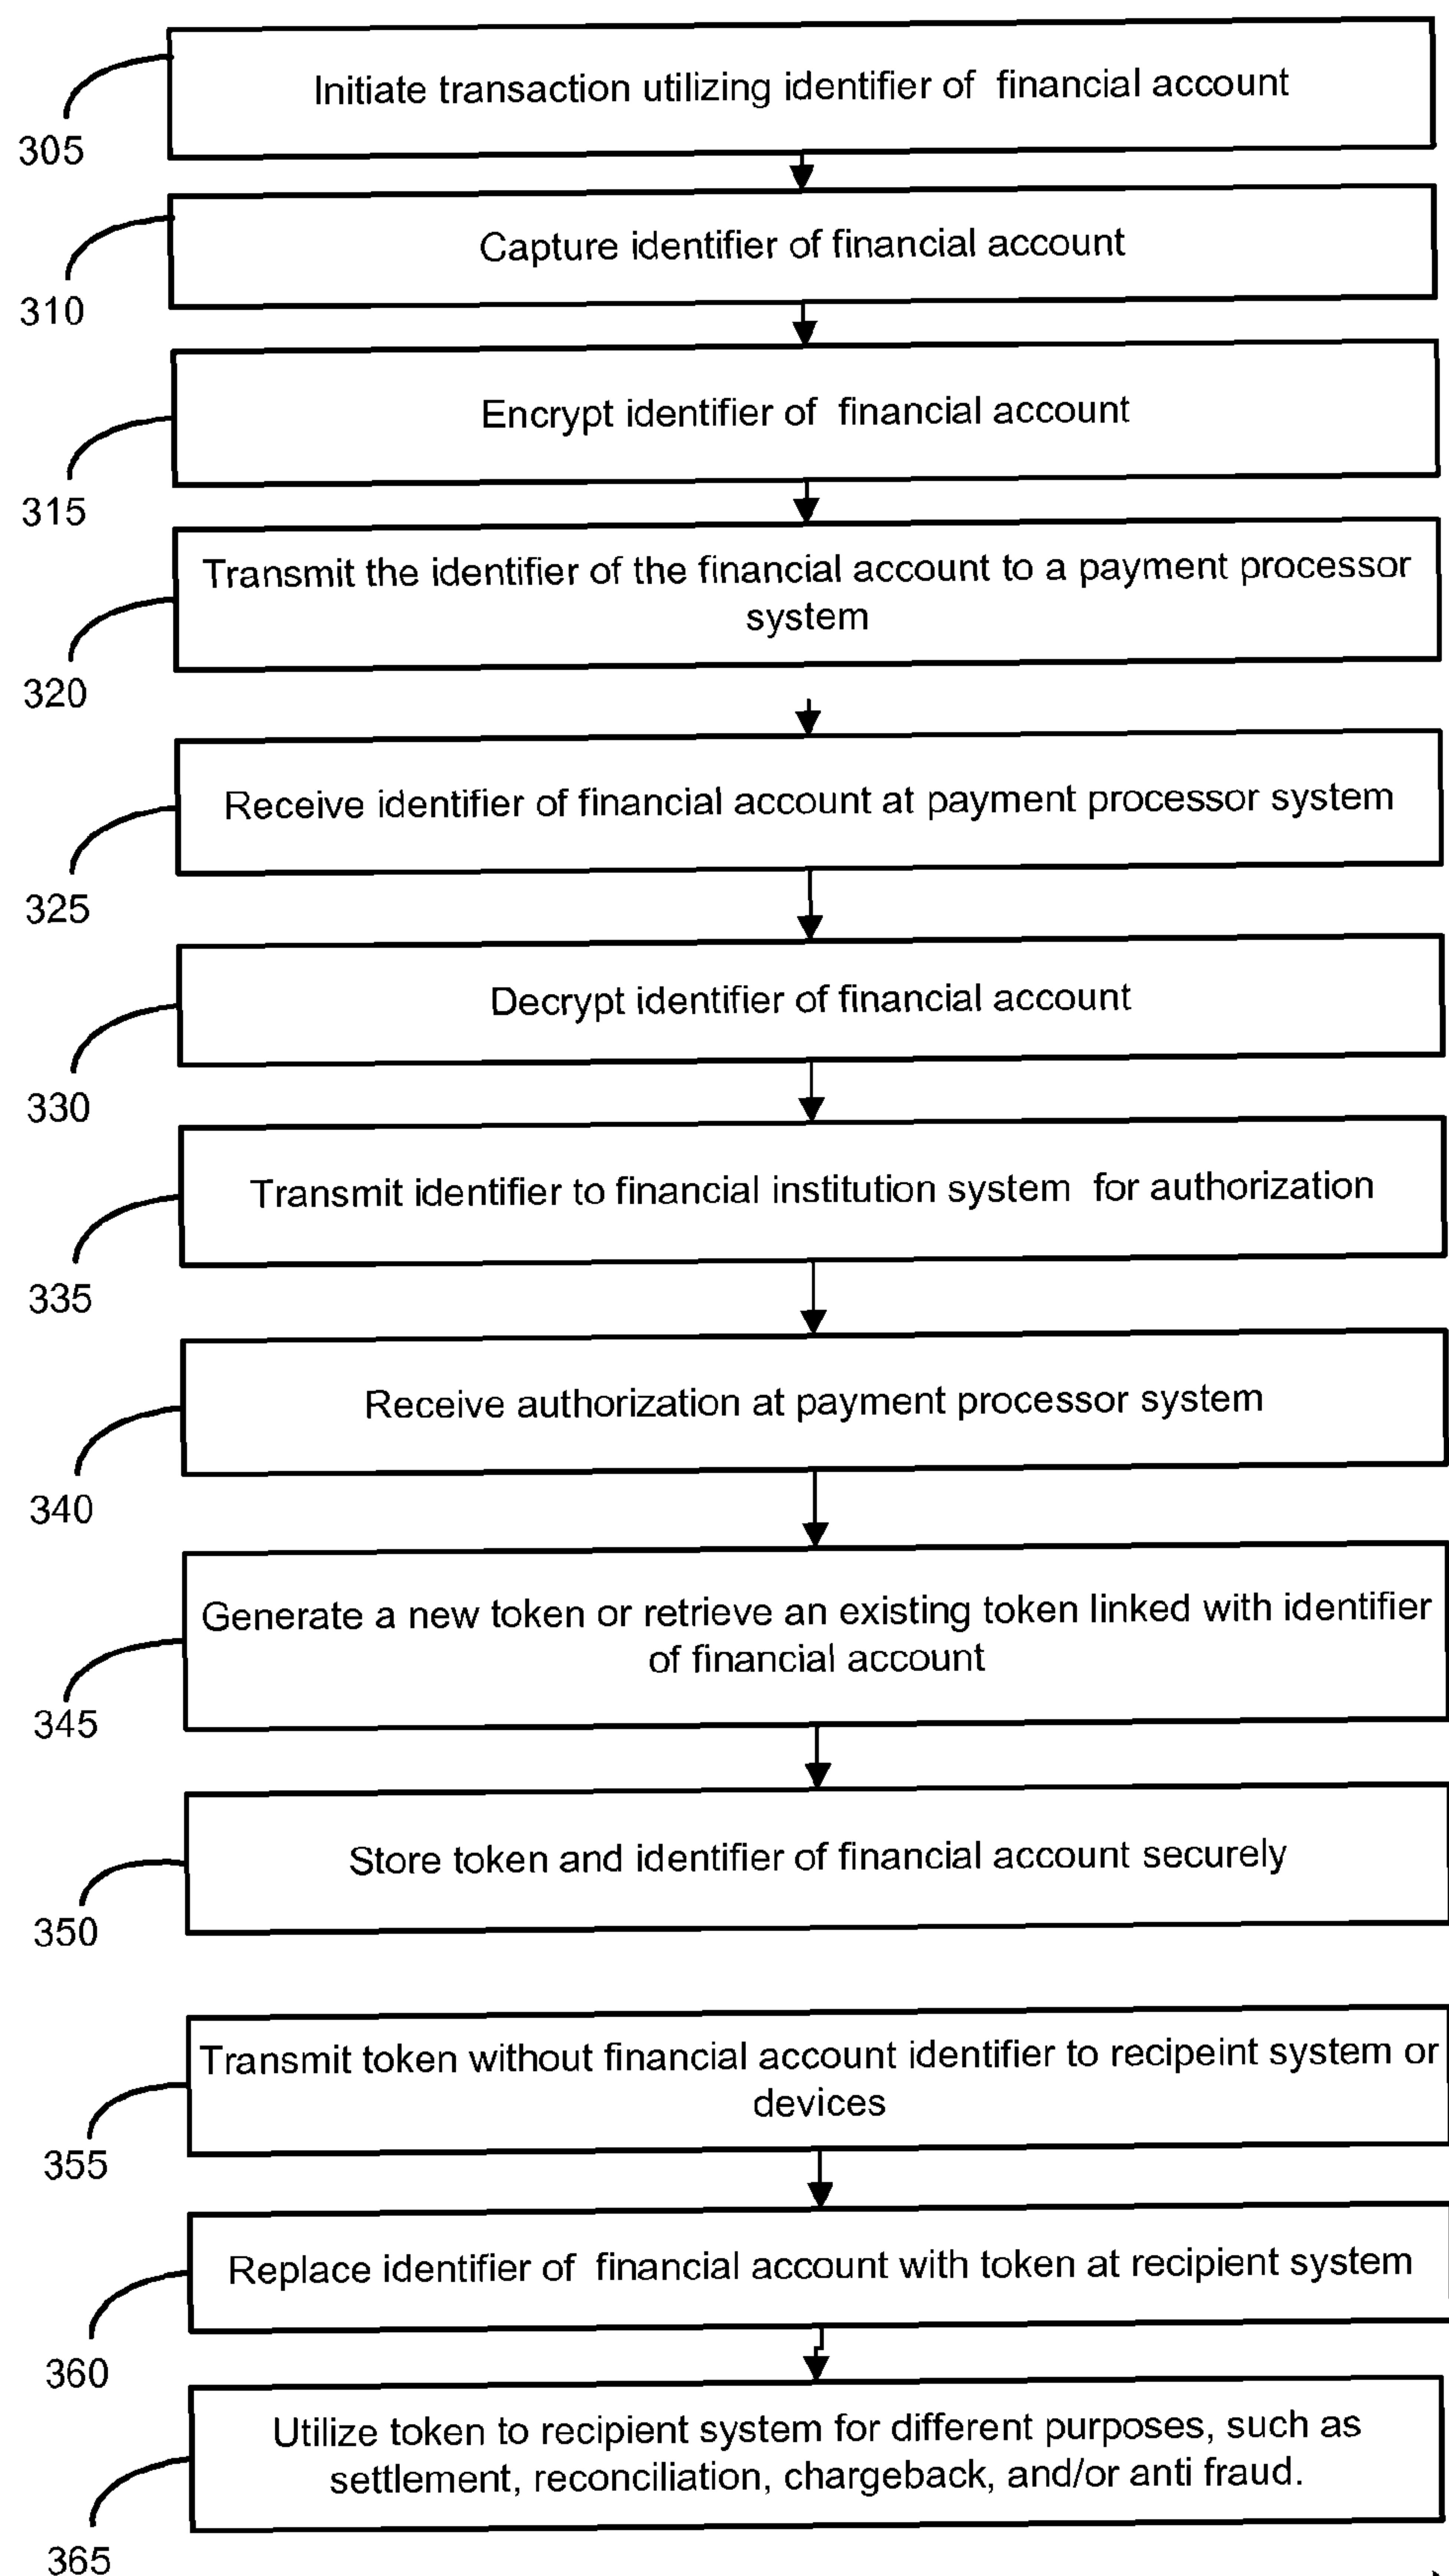 Initiate transaction utilizing identifier of financial account
305
Capture identifier of financial account
310
Encrypt identifier of financial account
315
Transmit the identifier of the financial account to a payment processor
system
320
Receive identifier of financial account at payment processor system
325
Decrypt identifier of financial account
330
Transmit identifier to financial institution system for authorization
335
Receive authorization at payment processor system
340
Generate a new token or retrieve an existing token linked with identifier
of financial account
345
Store token and identifier of financial account securely
350
Transmit token without financial account identifier to recipeint system or
devices
355
Replace identifier of financial account with token at recipient system
360
Utilize token to recipient system for different purposes, such as
settlement, reconciliation, chargeback, and/or anti fraud.
365